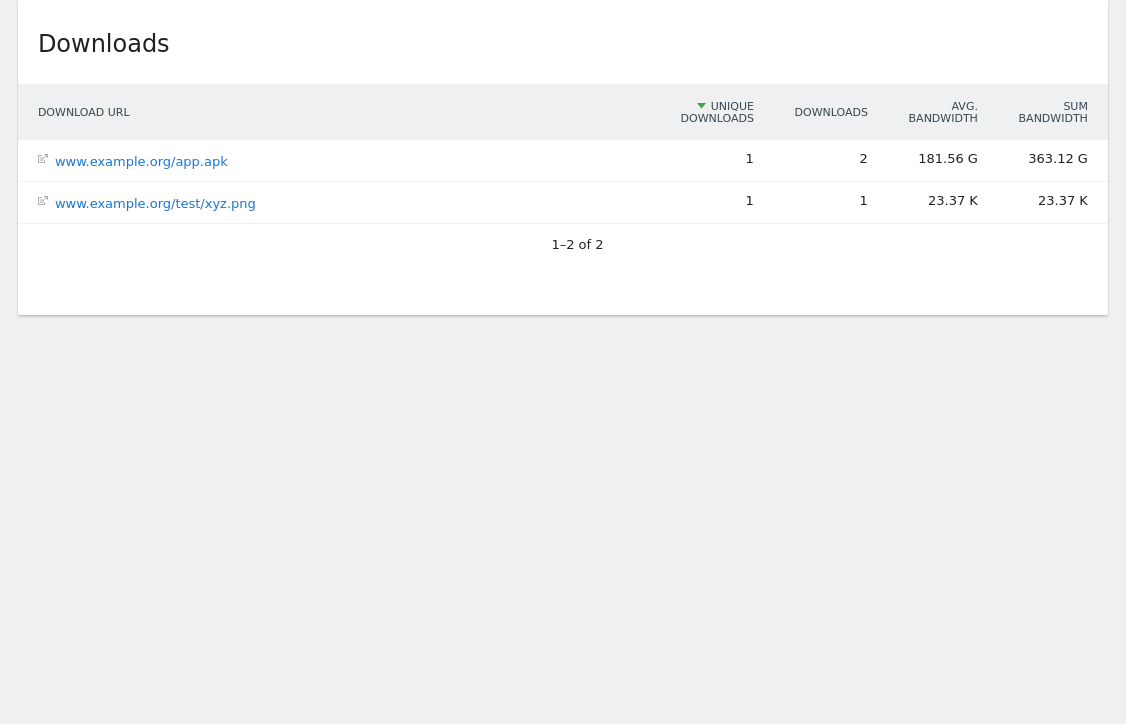 Downloads
DOWNLOAD URL UNIQUE DOWNLOADS DOWNLOADS AVG. BANDWIDTH SUM BANDWIDTH
www.example.org/app.apk 1 2 181.56 G 363.12 G
www.example.org/test/xyz.png 1 1 23.37 K 23.37 K
1–2 of 2